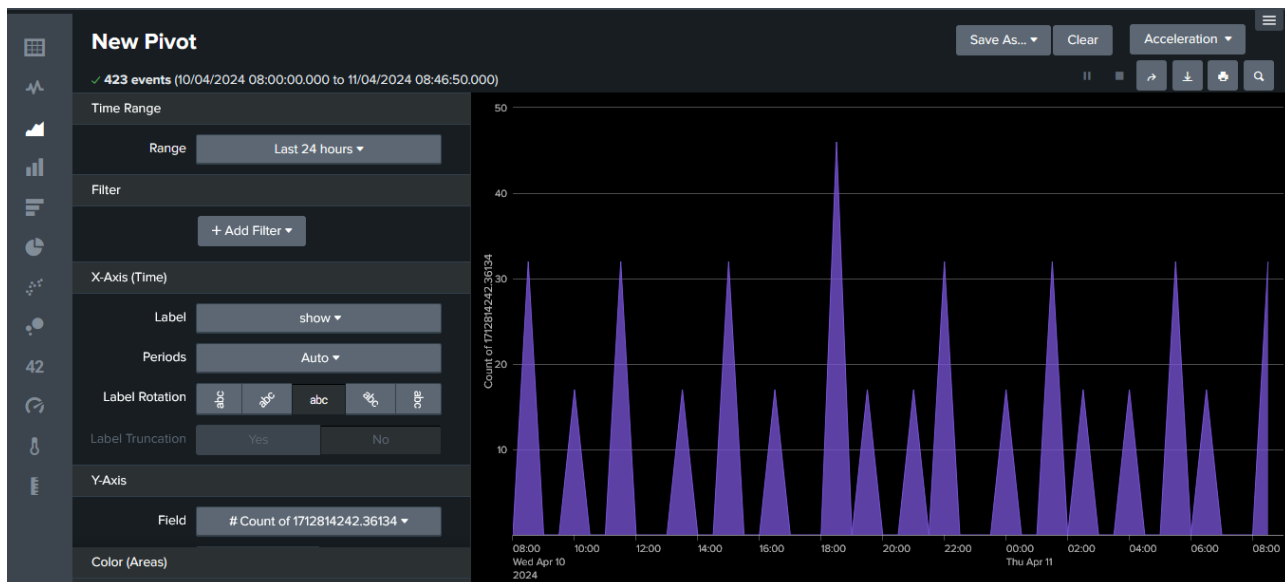 New Pivot
Save As...
Clear
Acceleration
423 events (10/04/2024 08:00:00.000 to 11/04/2024 08:46:50.000)
Time Range
Range
Last 24 hours
Filter
+ Add Filter
X-Axis (Time)
Label
show
Periods
Auto
Label Rotation
abc
abc
abc
abc
abc
Label Truncation
Yes
No
Y-Axis
Field
# Count of 1712814242.36134
Color (Areas)
42
Count of 1712814242.36134
50
40
30
20
10
08:00 10:00 12:00 14:00 16:00 18:00 20:00 22:00 00:00 02:00 04:00 06:00 08:00
Wed Apr 10 Thu Apr 11
2024